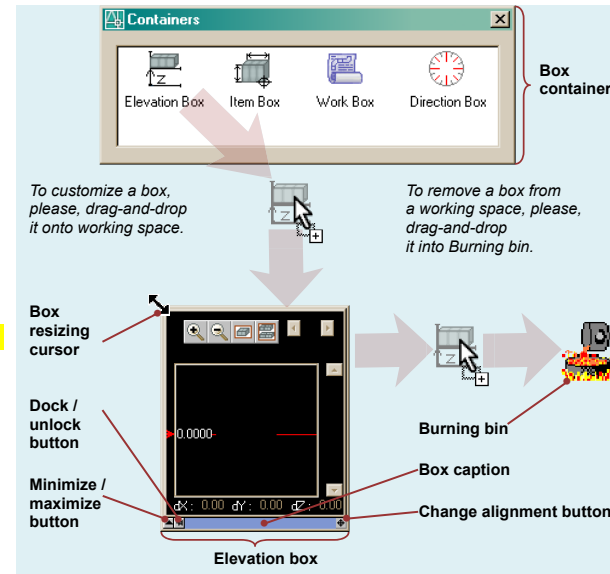 Containers
Elevation Box
Item Box
Work Box
Direction Box
Box
container
To customize a box,
please, drag-and-drop
it onto working space.
To remove a box from
a working space, please,
drag-and-drop
it into Burning bin.
Box
resizing
cursor
Dock /
unlock
button
Minimize /
maximize
button
0.0000
dX: 0.00 dY: 0.00 dZ: 0.00
Burning bin
Box caption
Change alignment button
Elevation box